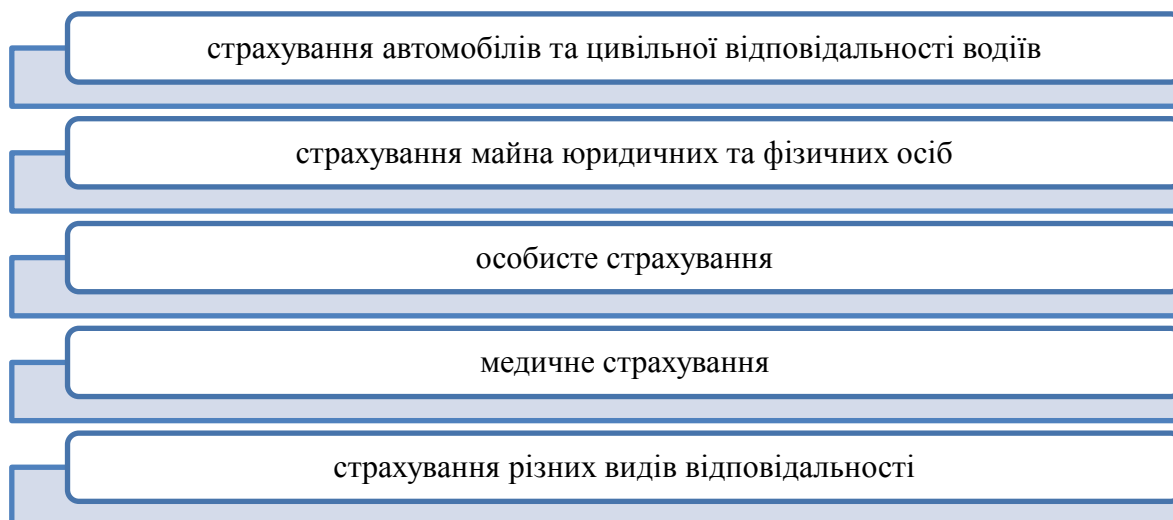 страхування автомобілів та цивільної відповідальності водіїв
страхування майна юридичних та фізичних осіб
особисте страхування
медичне страхування
страхування різних видів відповідальності